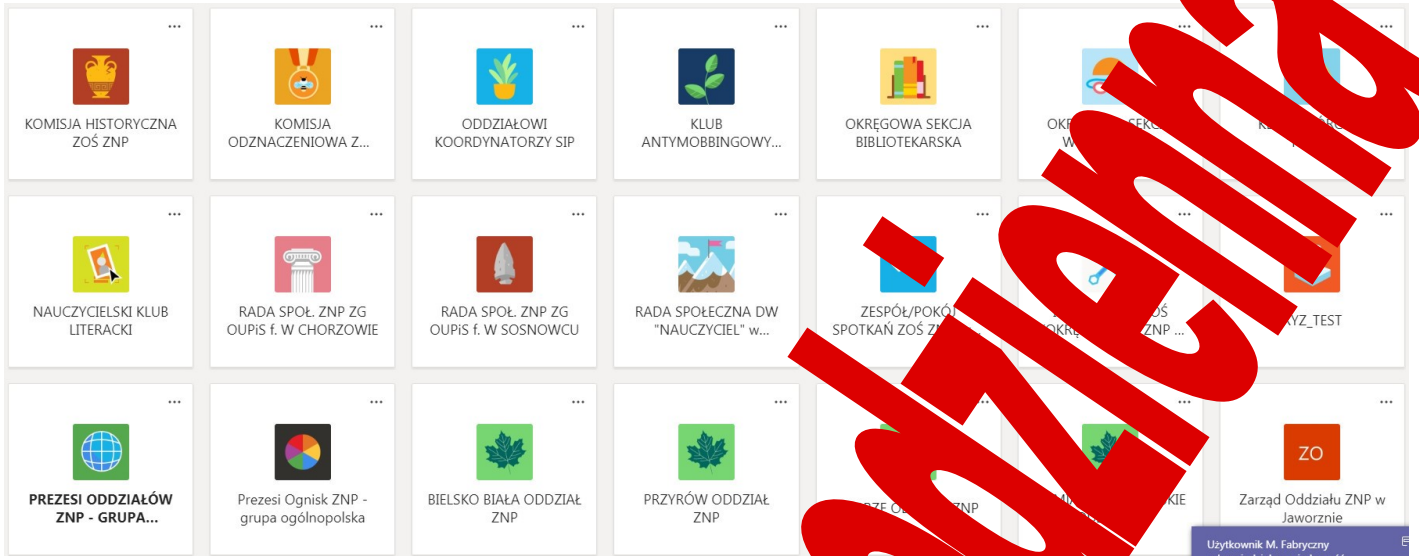 KOMISJA HISTORYCZNA
ZOŚ ZNP
KOMISJA
ODZNACZENIOWA Z...
ODDZIAŁOWI
KOORDYNATORZY SIP
KLUB
ANTYMOBBINGOWY...
OKRĘGOWA SEKCJA
BIBLIOTEKARSKA
NAUCZYCIELSKI KLUB
LITERACKI
RADA SPOŁ. ZNP ZG
OUPiS f. W CHORZOWIE
RADA SPOŁ. ZNP ZG
OUPiS f. W SOSNOWCU
RADA SPOŁECZNA DW
"NAUCZYCIEL" w...
ZESPÓŁ/POKÓJ
SPOTKAŃ ZOŚ
ZNP ...
PREZESI ODDZIAŁÓW
ZNP - GRUPA...
Prezesi Ognisk ZNP -
grupa ogólnopolska
BIELSKO BIAŁA ODDZIAŁ
ZNP
PRZYRÓW ODDZIAŁ
ZNP
ZNP
ZO
Zarząd Oddziału ZNP w
Jaworznie
Użytkownik M. Fabryczny